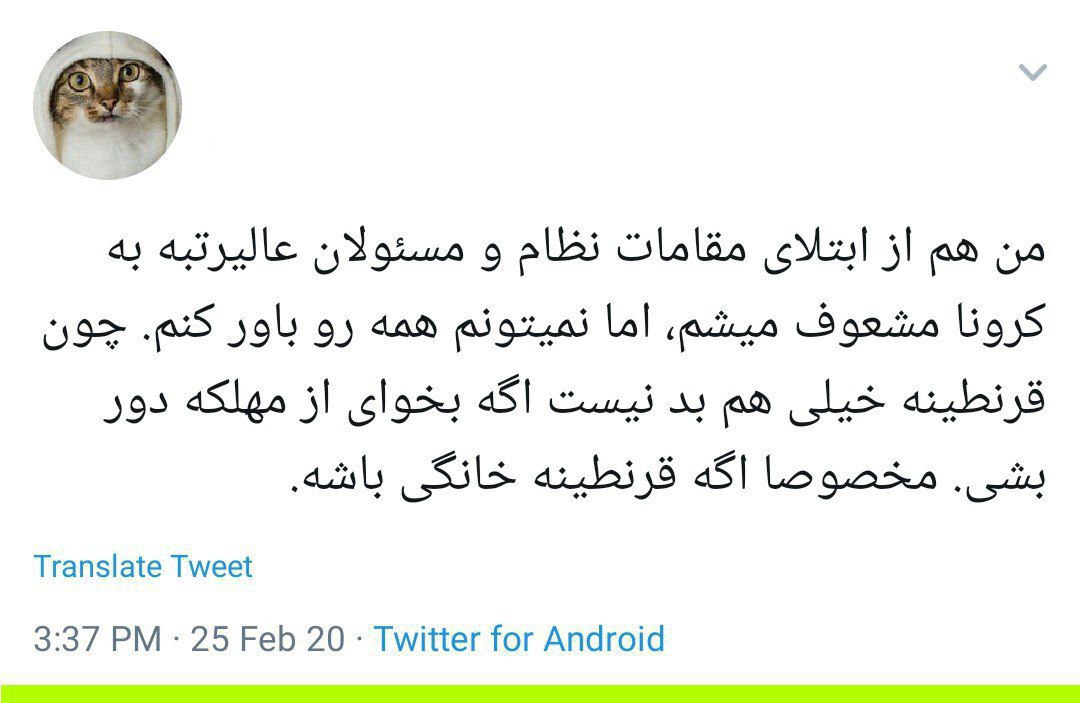 من هم از ابتلای مقامات نظام و مسئولان عالیرتبه به
کرونا مشعوف میشم، اما نمیتونم همه رو باور کنم. چون
قرنطینه خیلی هم بد نیست اگه بخوای از مهلکه دور
بشی. مخصوصا اگه قرنطینه خانگی باشه.
Translate Tweet
3:37 PM · 25 Feb 20 · Twitter for Android